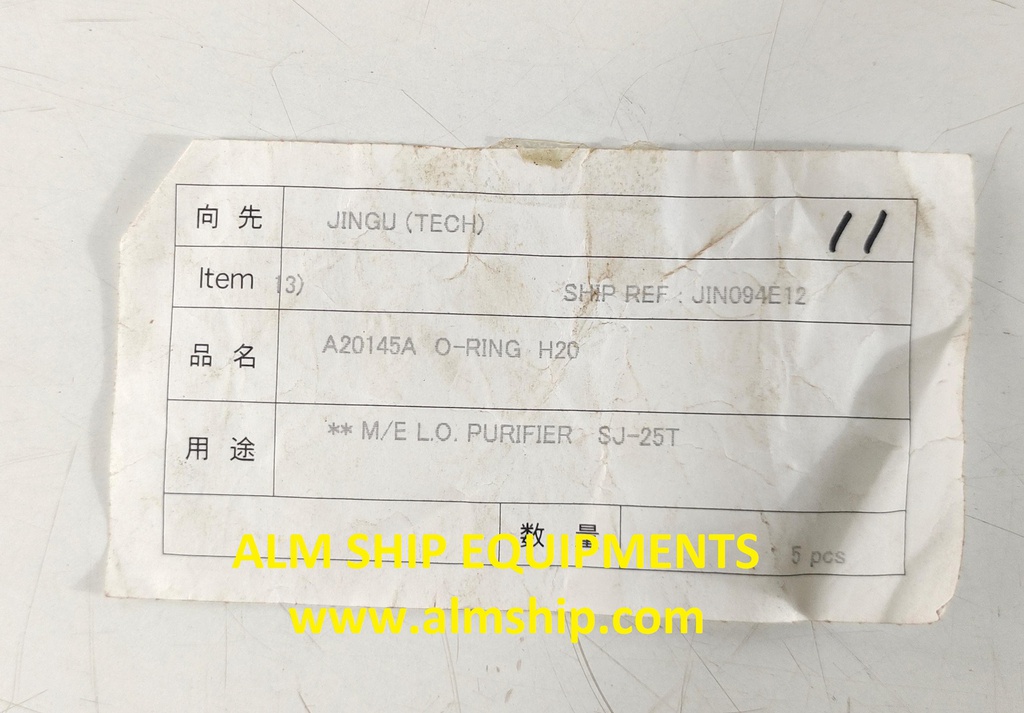 向先 JINGU (TECH) 11
Item 13) SHIP REF : JIN094E12
品名 A20145A O-RING H20
用途 ** M/E L.O. PURIFIER SJ-25T
数量 5 pcs
ALM SHIP EQUIPMENTS
www.almship.com